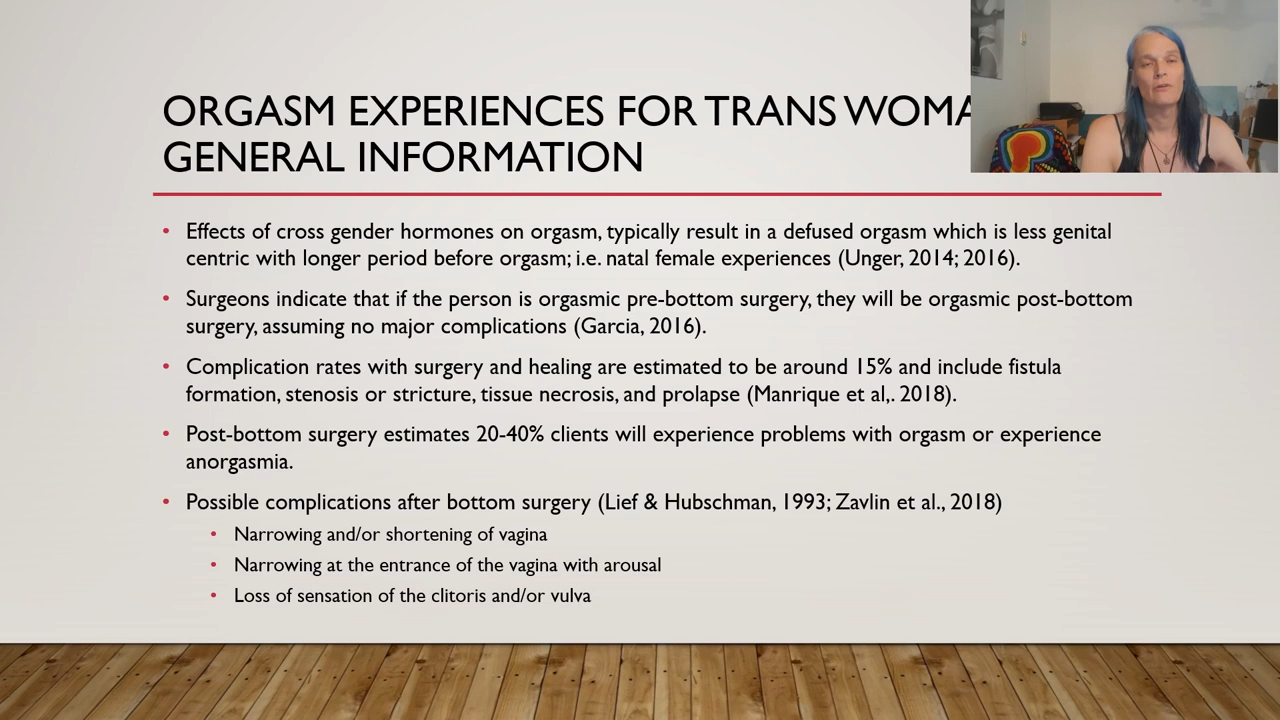 ORGASM EXPERIENCES FOR TRANS WOMA
GENERAL INFORMATION
• Effects of cross gender hormones on orgasm, typically result in a defused orgasm which is less genital
centric with longer period before orgasm; i.e. natal female experiences (Unger, 2014; 2016).
• Surgeons indicate that if the person is orgasmic pre-bottom surgery, they will be orgasmic post-bottom
surgery, assuming no major complications (Garcia, 2016).
• Complication rates with surgery and healing are estimated to be around 15% and include fistula
formation, stenosis or stricture, tissue necrosis, and prolapse (Manrique et al,. 2018).
• Post-bottom surgery estimates 20-40% clients will experience problems with orgasm or experience
anorgasmia.
• Possible complications after bottom surgery (Lief & Hubschman, 1993; Zavlin et al., 2018)
• Narrowing and/or shortening of vagina
• Narrowing at the entrance of the vagina with arousal
• Loss of sensation of the clitoris and/or vulva